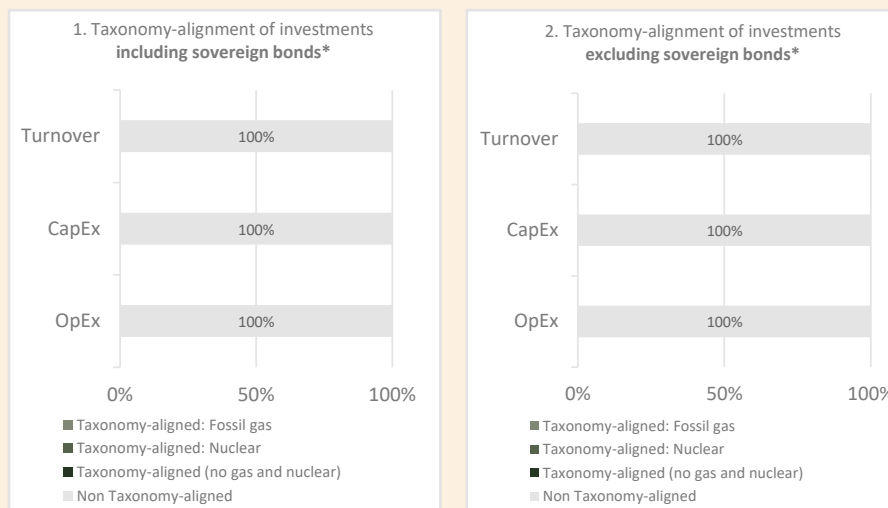 1. Taxonomy-alignment of investments
including sovereign bonds*
Turnover
100%
CapEx
100%
OpEx
100%
0% 50% 100%
Taxonomy-aligned: Fossil gas
Taxonomy-aligned: Nuclear
Taxonomy-aligned (no gas and nuclear)
Non Taxonomy-aligned
2. Taxonomy-alignment of investments
excluding sovereign bonds*
Turnover
100%
CapEx
100%
OpEx
100%
0% 50% 100%
Taxonomy-aligned: Fossil gas
Taxonomy-aligned: Nuclear
Taxonomy-aligned (no gas and nuclear)
Non Taxonomy-aligned